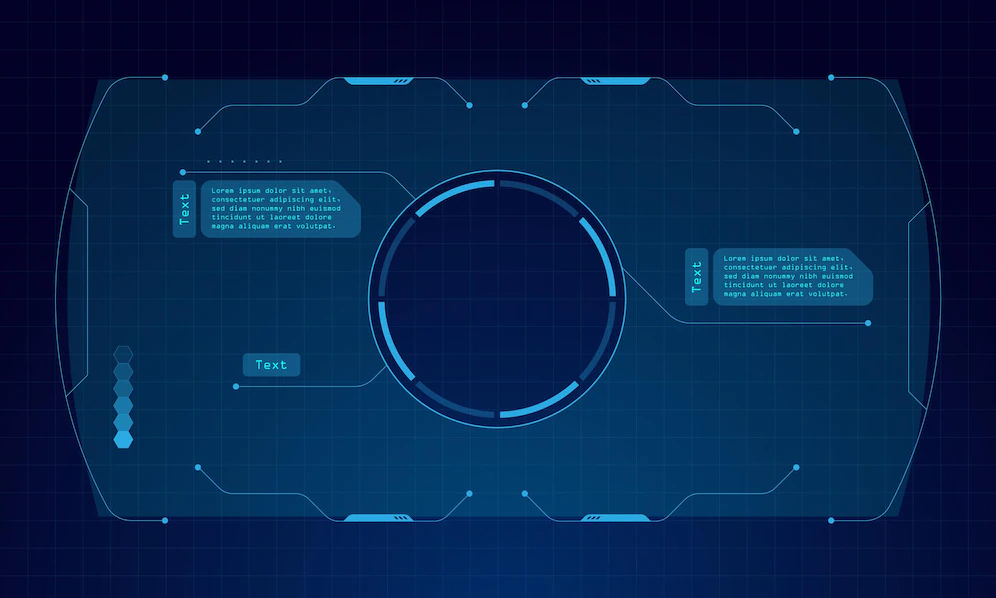 Text
Lorem ipsum dolor sit amet,
consectetuer adipiscing elit,
sed diam nonummy nibh euismod
tincidunt ut laoreet dolore
magna aliquam erat volutpat.
Text
Lorem ipsum dolor sit amet,
consectetuer adipiscing elit,
sed diam nonummy nibh euismod
tincidunt ut laoreet dolore
magna aliquam erat volutpat.
Text